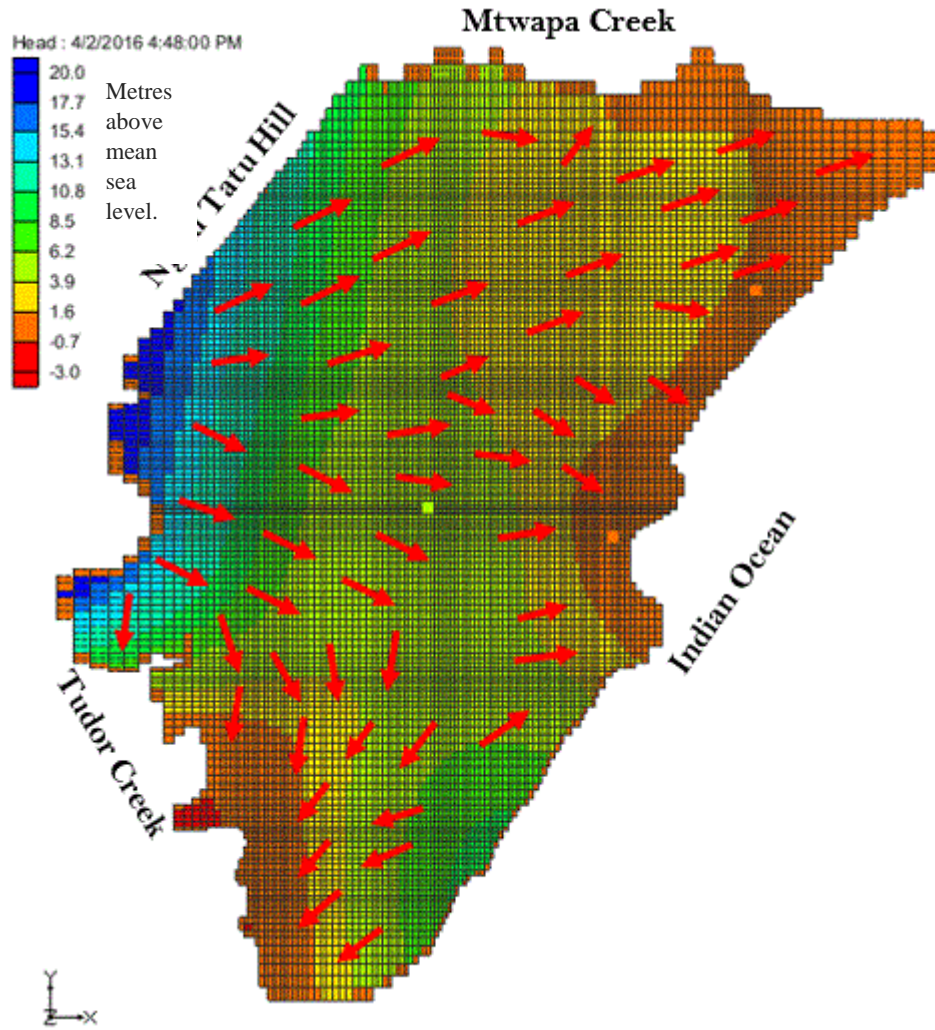 Mtwapa Creek
Head : 4/2/2016 4:48:00 PM
20.0
17.7
15.4
13.1
10.8
8.5
6.2
3.9
1.6
-0.7
-3.0
Metres
above
mean
sea
level.
Tatu Hill
Indian Ocean
Tudor Creek
Y
Z
X